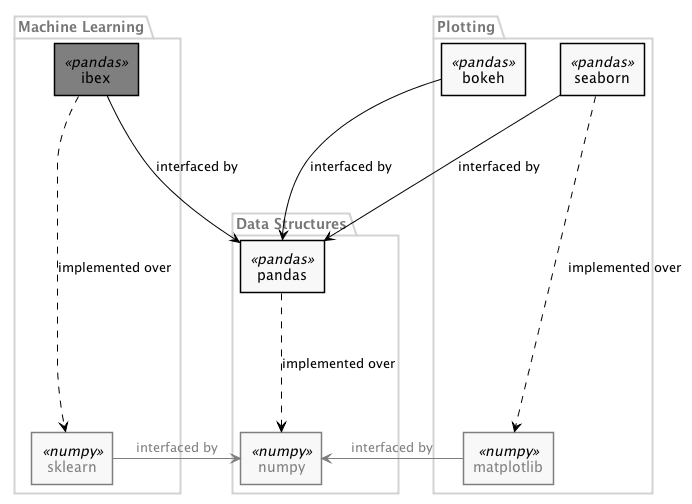 Machine Learning
Plotting
«pandas»
ibex
«pandas»
bokeh
«pandas»
seaborn
interfaced by
interfaced by
interfaced by
Data Structures
«pandas»
pandas
implemented over
implemented over
implemented over
«numpy»
sklearn
interfaced by
«numpy»
numpy
interfaced by
«numpy»
matplotlib